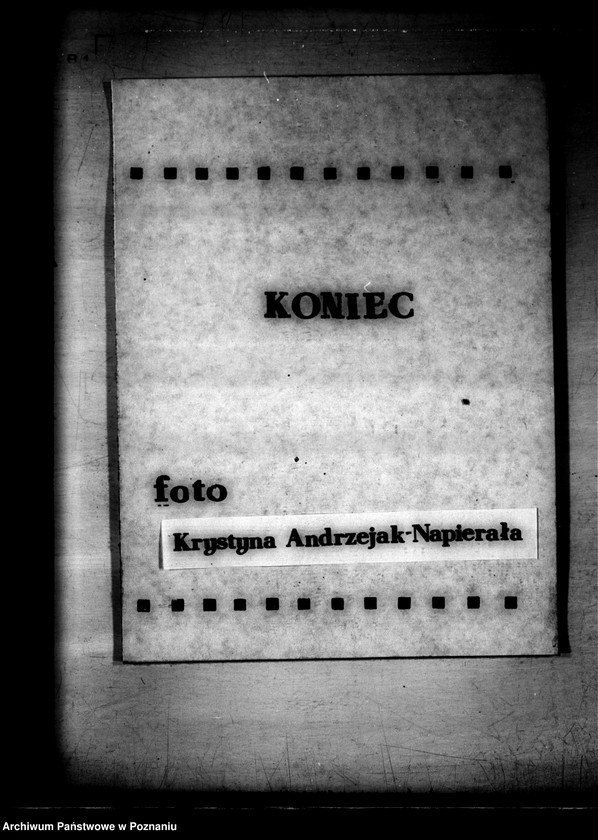 KONIEC
foto
Krystyna Andrzejak-Napierała
Archiwum Państwowe w Poznaniu